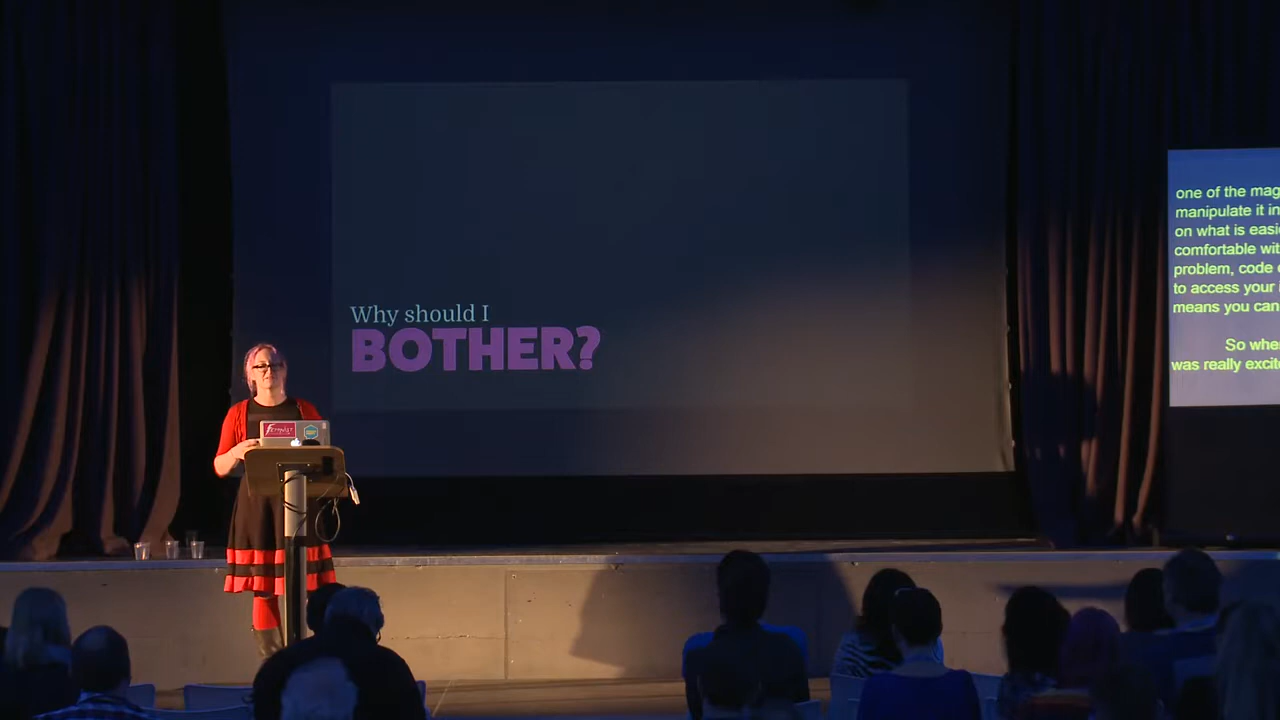 Why should I
BOTHER?
one of the mag
manipulate it in
on what is easi
comfortable wit
problem, code
to access your
means you can
So whe
was really excit